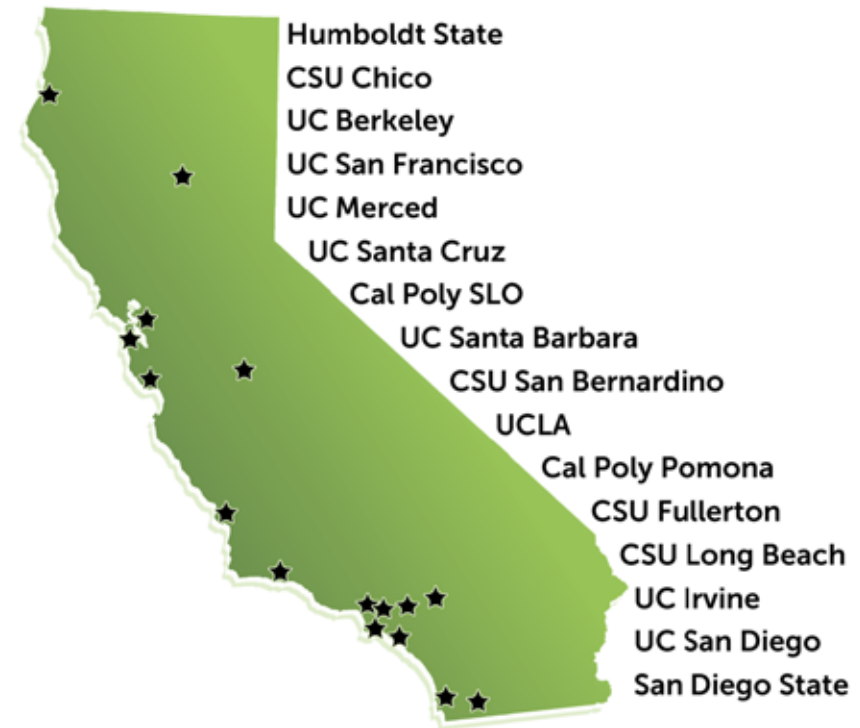 Humboldt State
CSU Chico
UC Berkeley
UC San Francisco
UC Merced
UC Santa Cruz
Cal Poly SLO
UC Santa Barbara
CSU San Bernardino
UCLA
Cal Poly Pomona
CSU Fullerton
CSU Long Beach
UC Irvine
UC San Diego
San Diego State